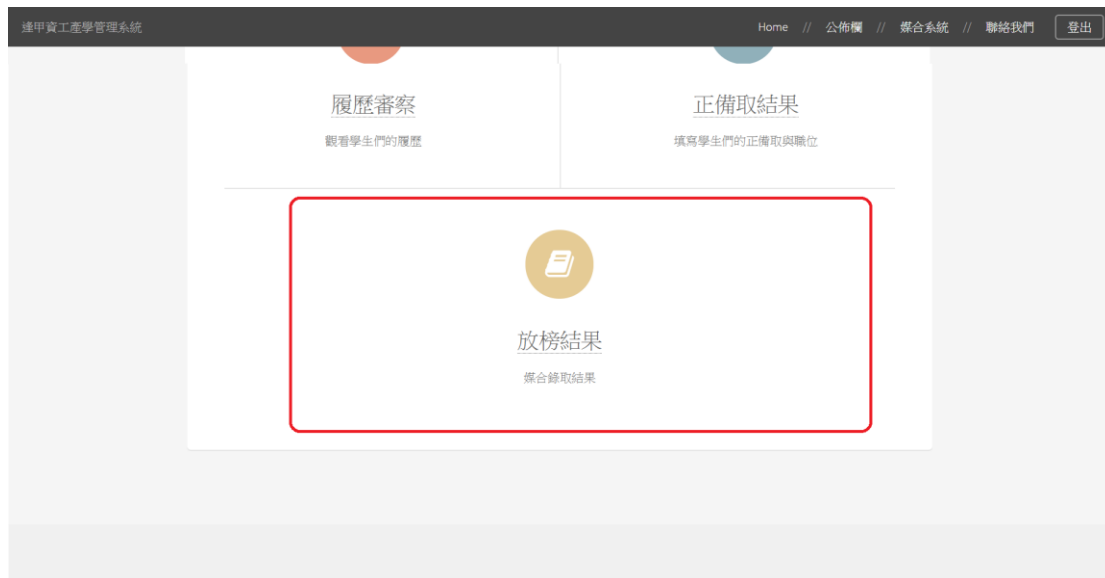 逢甲資工產學管理系統
Home // 公佈欄 // 媒合系統 // 聯絡我們 登出
履歷審察 正備取結果
觀看學生們的履歷 填寫學生們的正備取與職位
放榜結果
媒合錄取結果